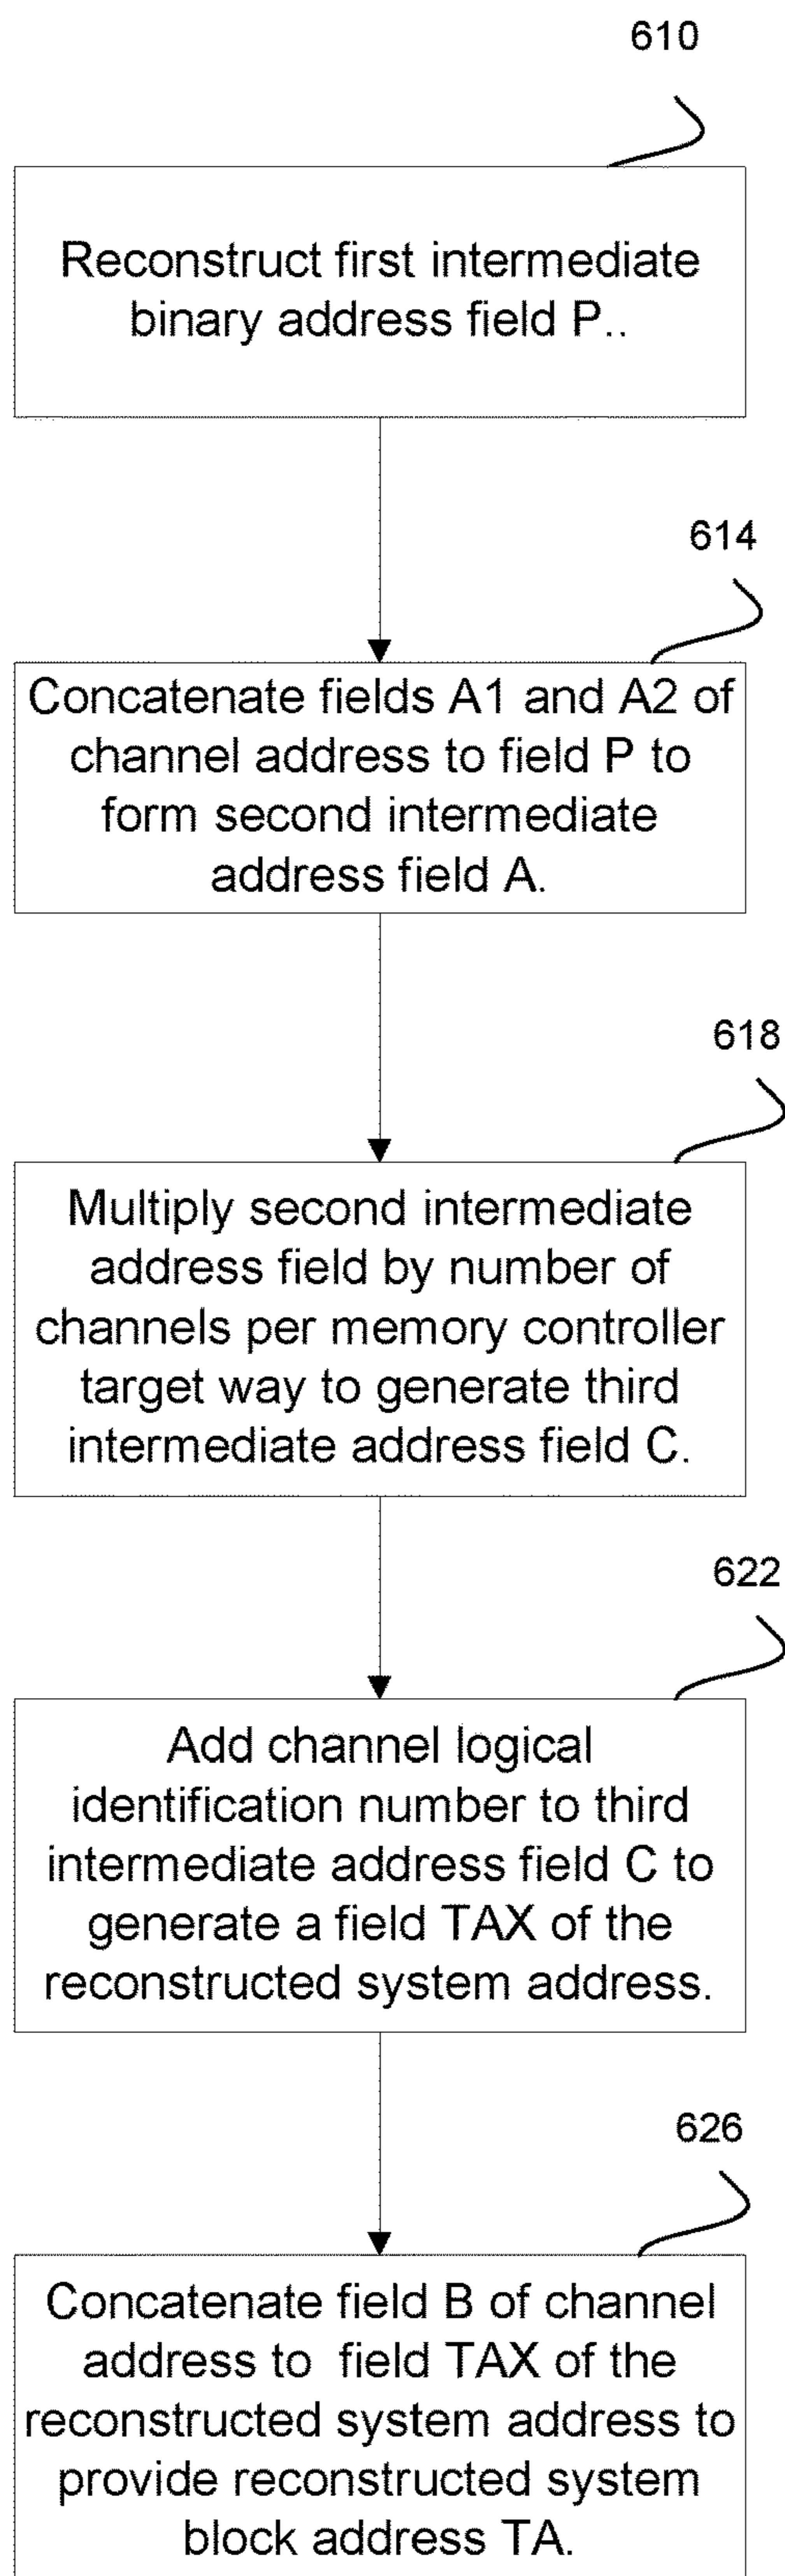 610
Reconstruct first intermediate
binary address field P..
614
Concatenate fields A1 and A2 of
channel address to field P to
form second intermediate
address field A.
618
Multiply second intermediate
address field by number of
channels per memory controller
target way to generate third
intermediate address field C.
622
Add channel logical
identification number to third
intermediate address field C to
generate a field TAX of the
reconstructed system address.
626
Concatenate field B of channel
address to  field TAX of the
reconstructed system address to
provide reconstructed system
block address TA.